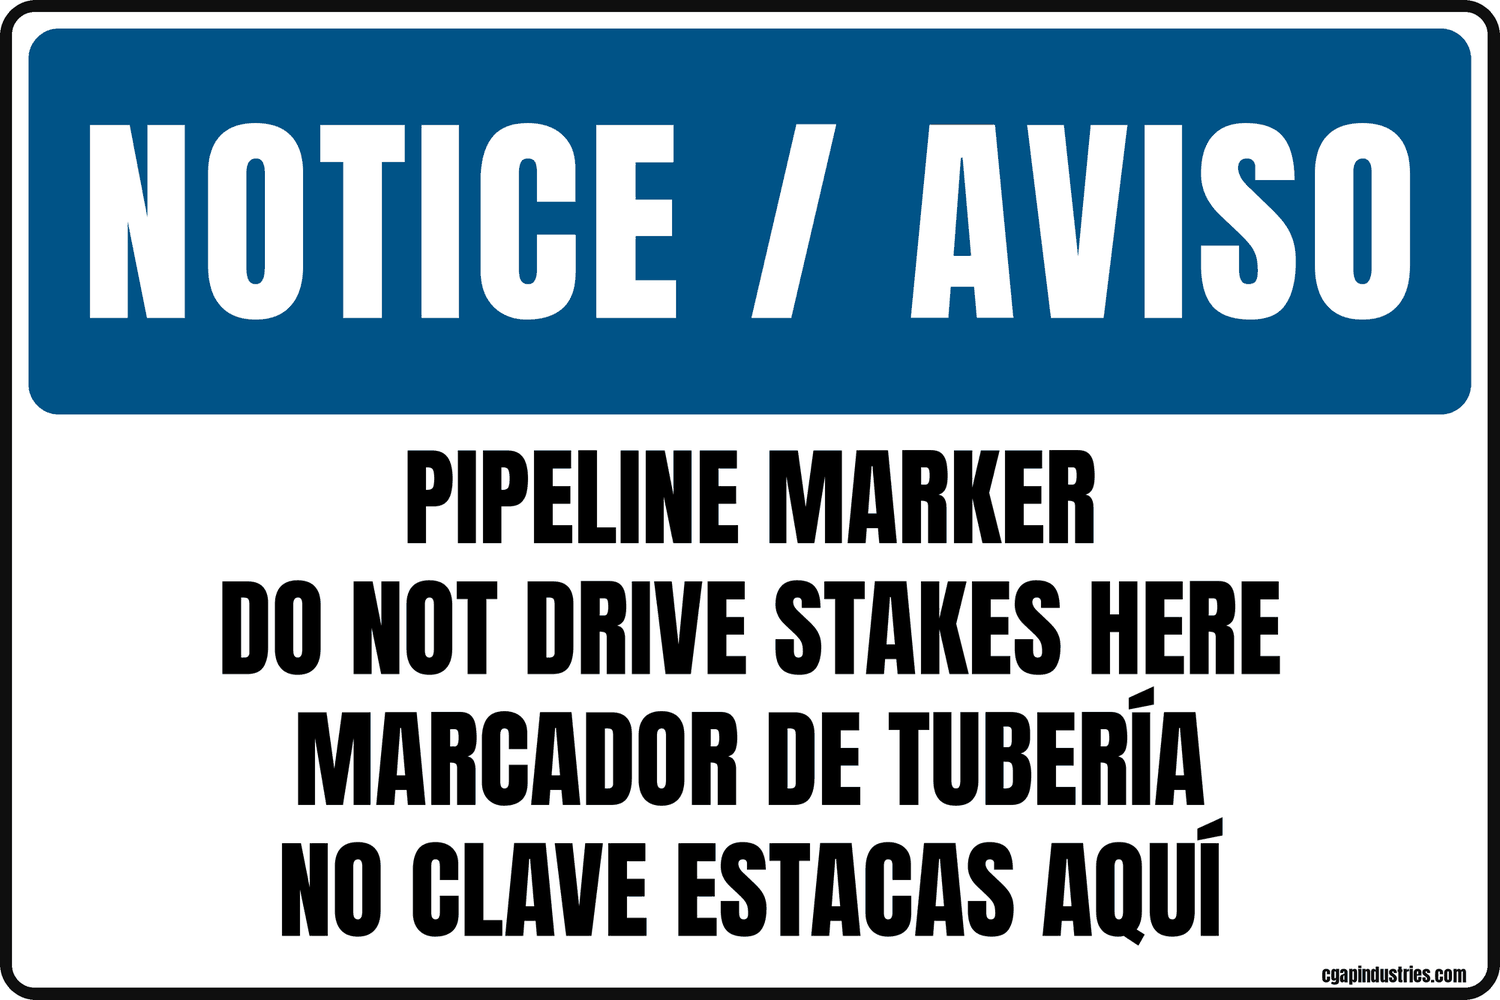 NOTICE / AVISO
PIPELINE MARKER
DO NOT DRIVE STAKES HERE
MARCADOR DE TUBERÍA
NO CLAVE ESTACAS AQUÍ
cgapindustries.com